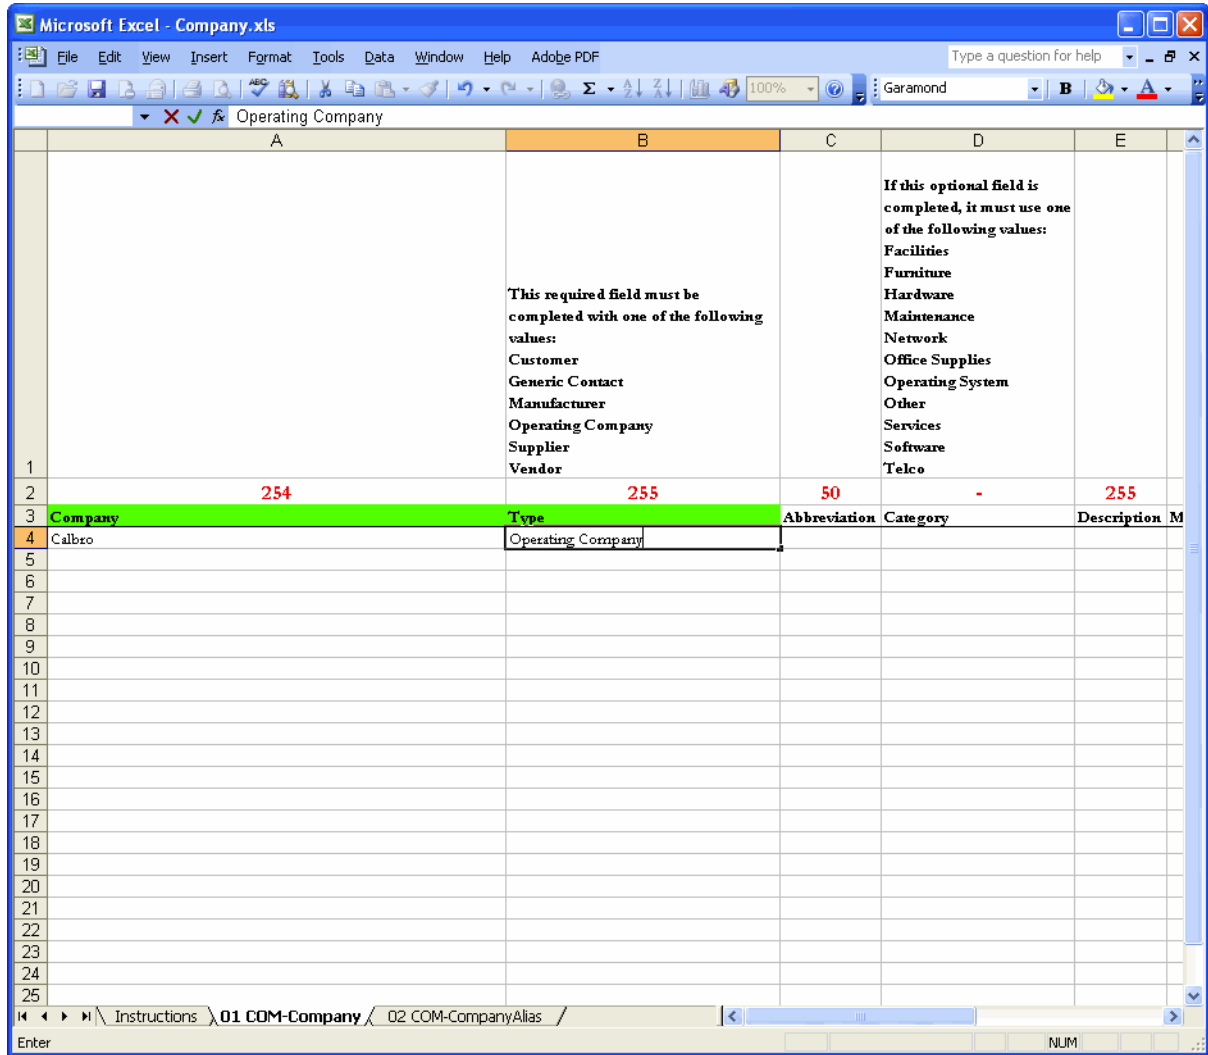 Microsoft Excel - Company.xls
File Edit View Insert Format Tools Data Window Help Adobe PDF Type a question for help
100% Garamond B A
Operating Company
A B C D E
If this optional field is
completed, it must use one
of the following values:
Facilities
Furniture
Hardware
Maintenance
Network
Office Supplies
Operating System
Other
Services
Software
Telco
This required field must be
completed with one of the following
values:
Customer
Generic Contact
Manufacturer
Operating Company
Supplier
Vendor
1
2 254 255 50 - 255
3 Company Type Abbreviation Category Description M
4 Calbro Operating Company
5
6
7
8
9
10
11
12
13
14
15
16
17
18
19
20
21
22
23
24
25
Instructions 01 COM-Company 02 COM-CompanyAlias
Enter NUM